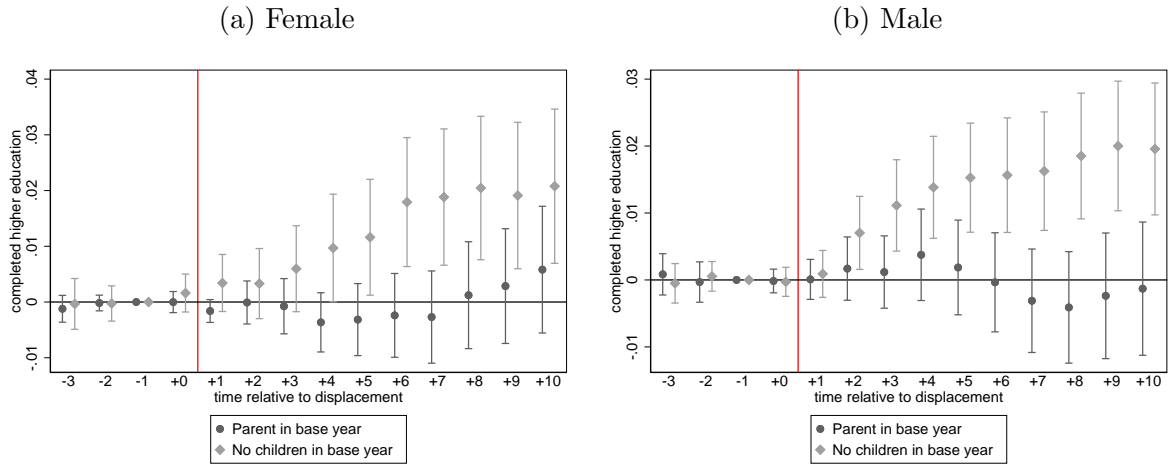 (a) Female
completed higher education
.04
.03
.02
.01
0
-.01
-3 -2 -1 +0 +1 +2 +3 +4 +5 +6 +7 +8 +9 +10
time relative to displacement
Parent in base year
No children in base year
(b) Male
completed higher education
.03
.02
.01
0
-.01
-3 -2 -1 +0 +1 +2 +3 +4 +5 +6 +7 +8 +9 +10
time relative to displacement
Parent in base year
No children in base year